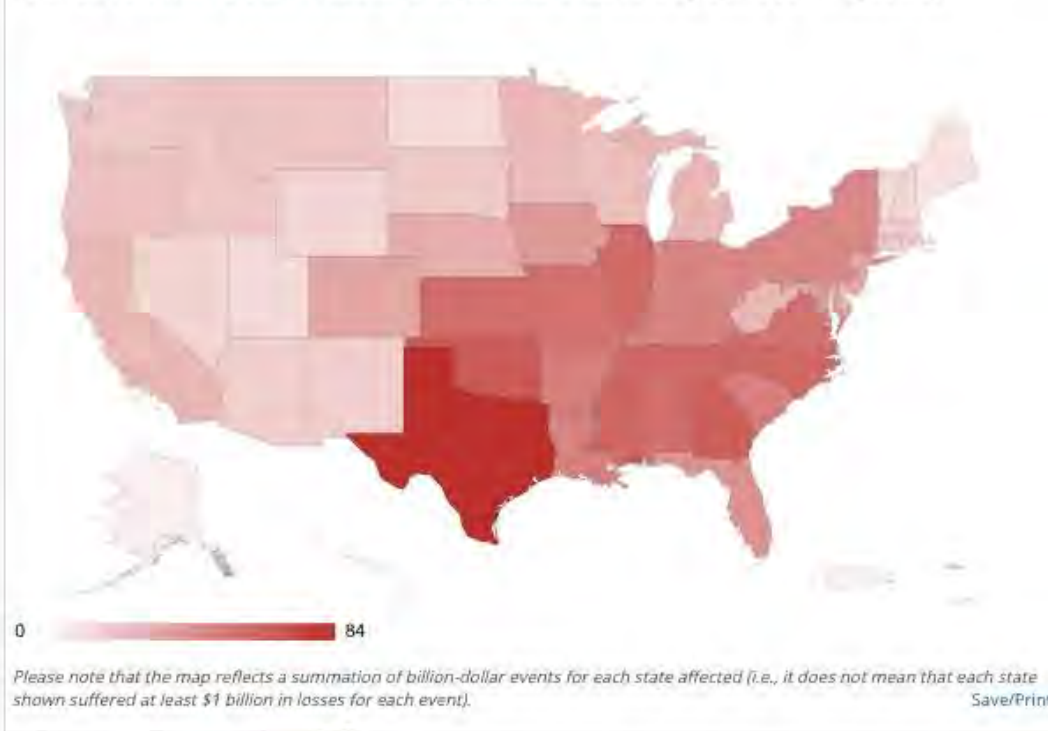 0
84
Please note that the map reflects a summation of billion-dollar events for each state affected (i.e., it does not mean that each state
shown suffered at least $1 billion in losses for each event).
Save/Print